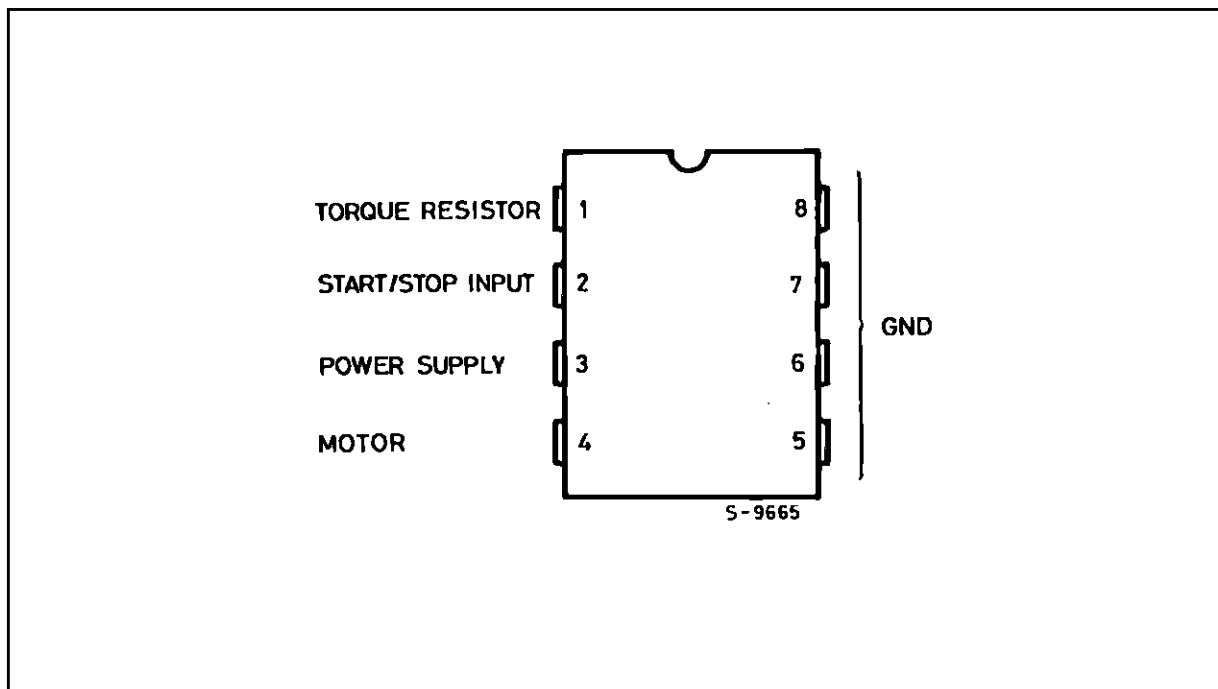 TORQUE RESISTOR 1 8
START/STOP INPUT 2 7
GND
POWER SUPPLY 3 6
MOTOR 4 5
S-9665